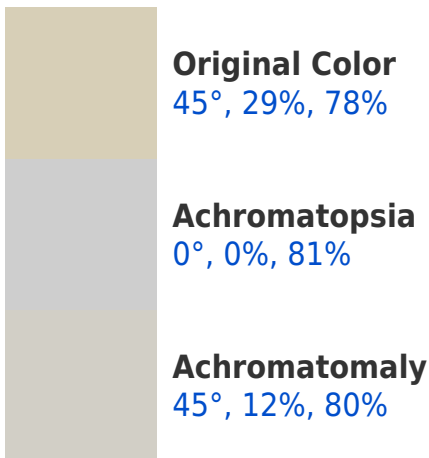 Original Color
45°, 29%, 78%
Achromatopsia
0°, 0%, 81%
Achromatomaly
45°, 12%, 80%